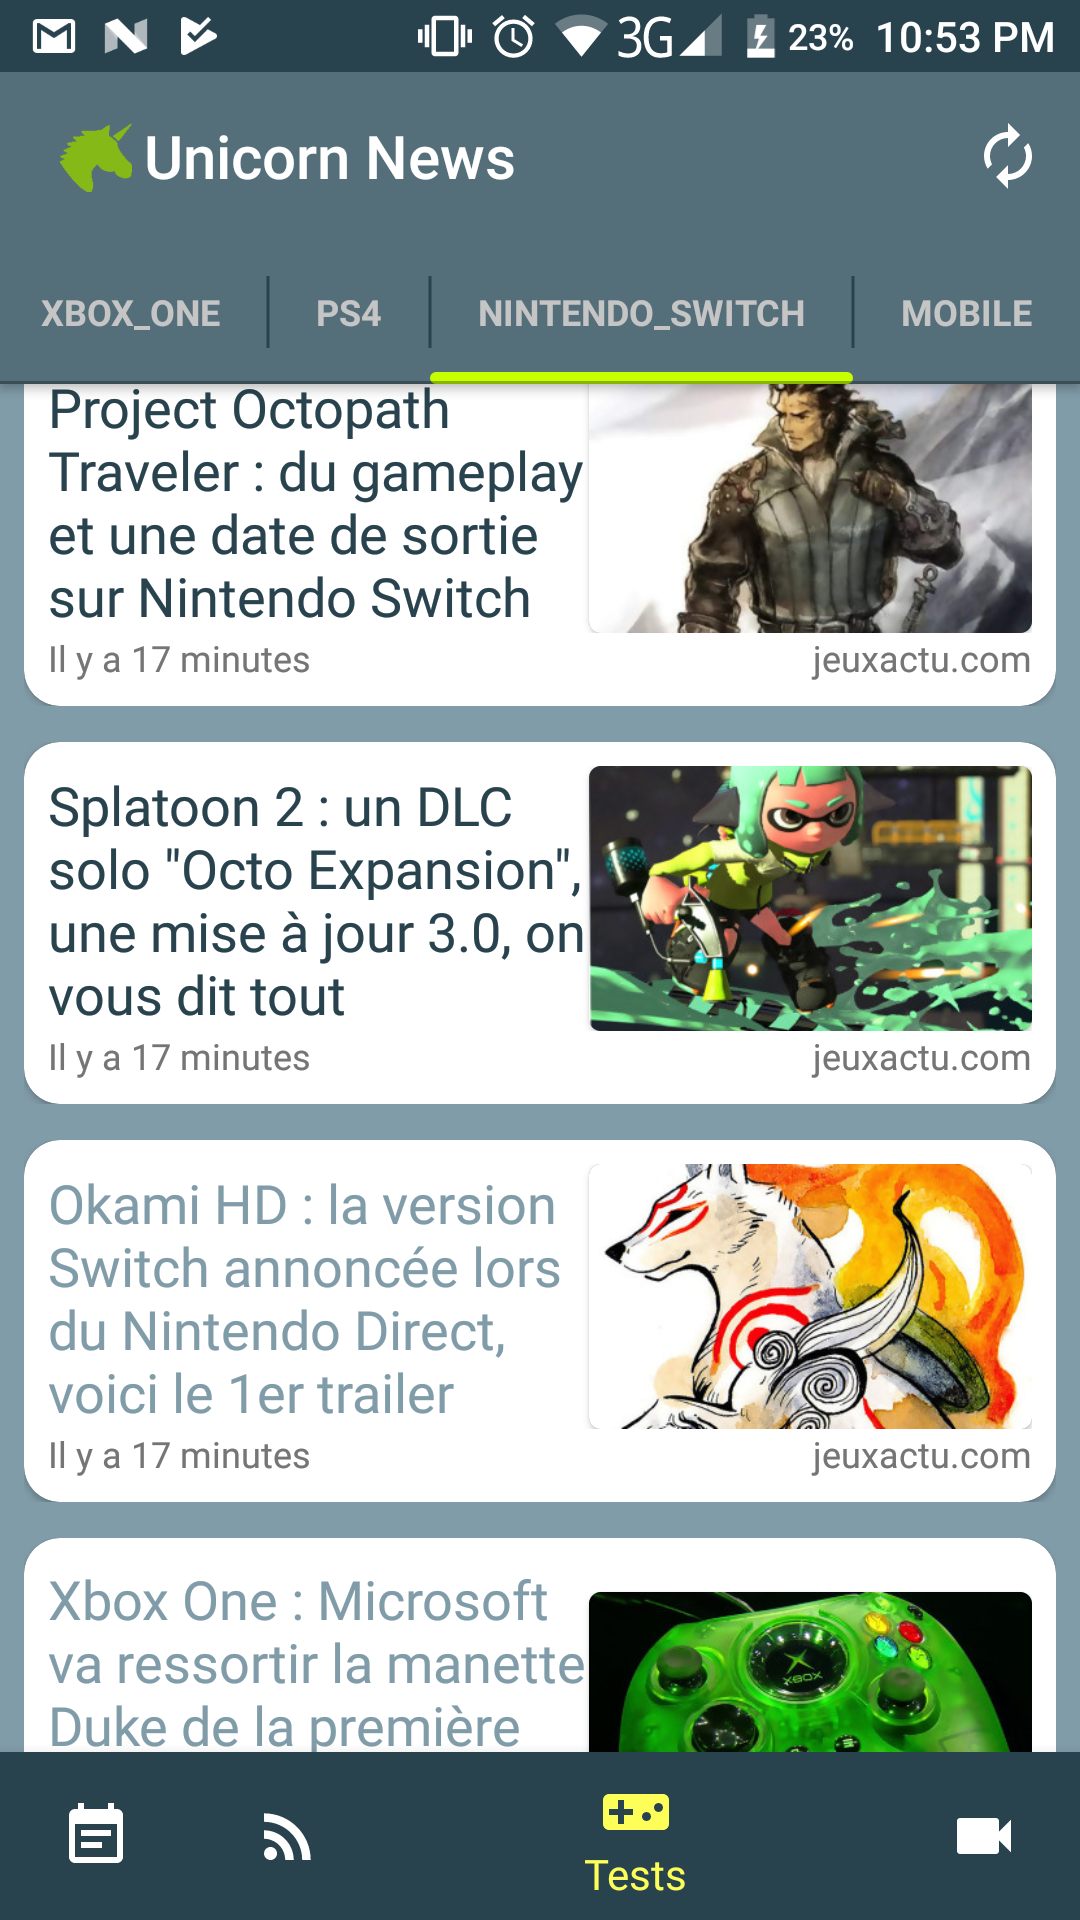 3G 23% 10:53 PM
Unicorn News
XBOX_ONE PS4 NINTENDO_SWITCH MOBILE
Project Octopath
Traveler : du gameplay
et une date de sortie
sur Nintendo Switch
Il y a 17 minutes jeuxactu.com
Splatoon 2 : un DLC
solo "Octo Expansion",
une mise à jour 3.0, on
vous dit tout
Il y a 17 minutes jeuxactu.com
Okami HD : la version
Switch annoncée lors
du Nintendo Direct,
voici le 1er trailer
Il y a 17 minutes jeuxactu.com
Xbox One : Microsoft
va ressortir la manette
Duke de la première
XBOX
Tests